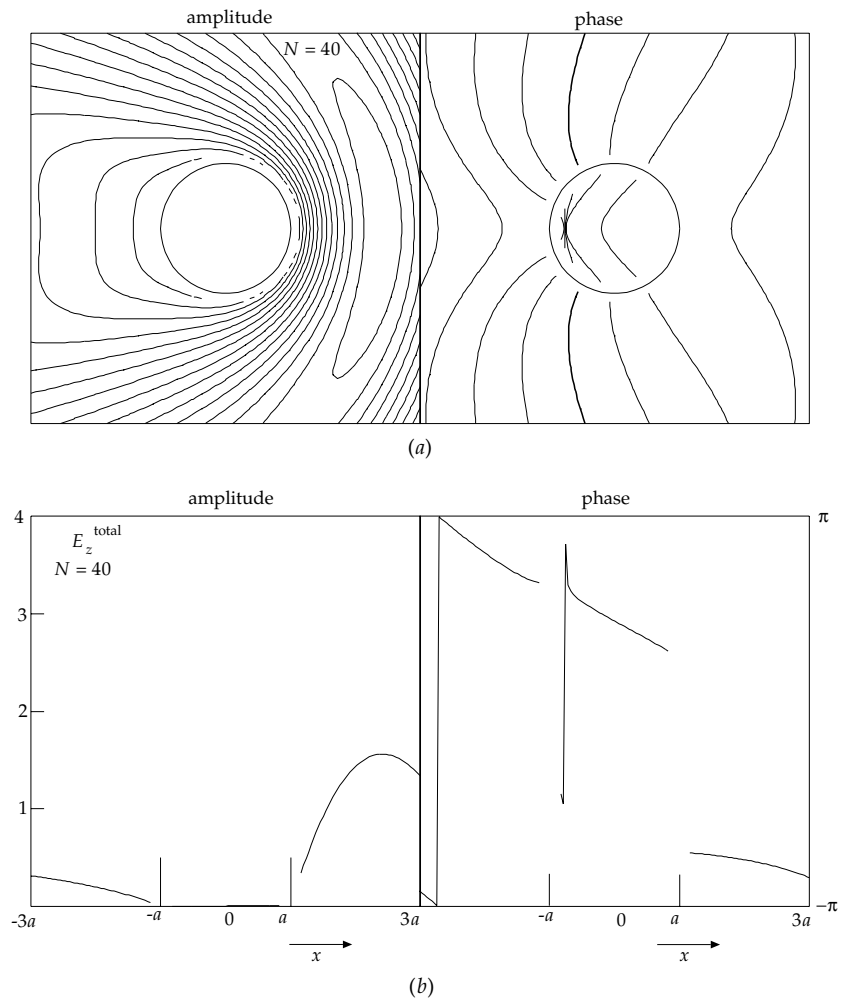 amplitude phase
N = 40
(a)
amplitude phase
4 π
E_z^total
N = 40
3
2
1
-3a -a 0 a 3a -a 0 a 3a −π
x x
(b)